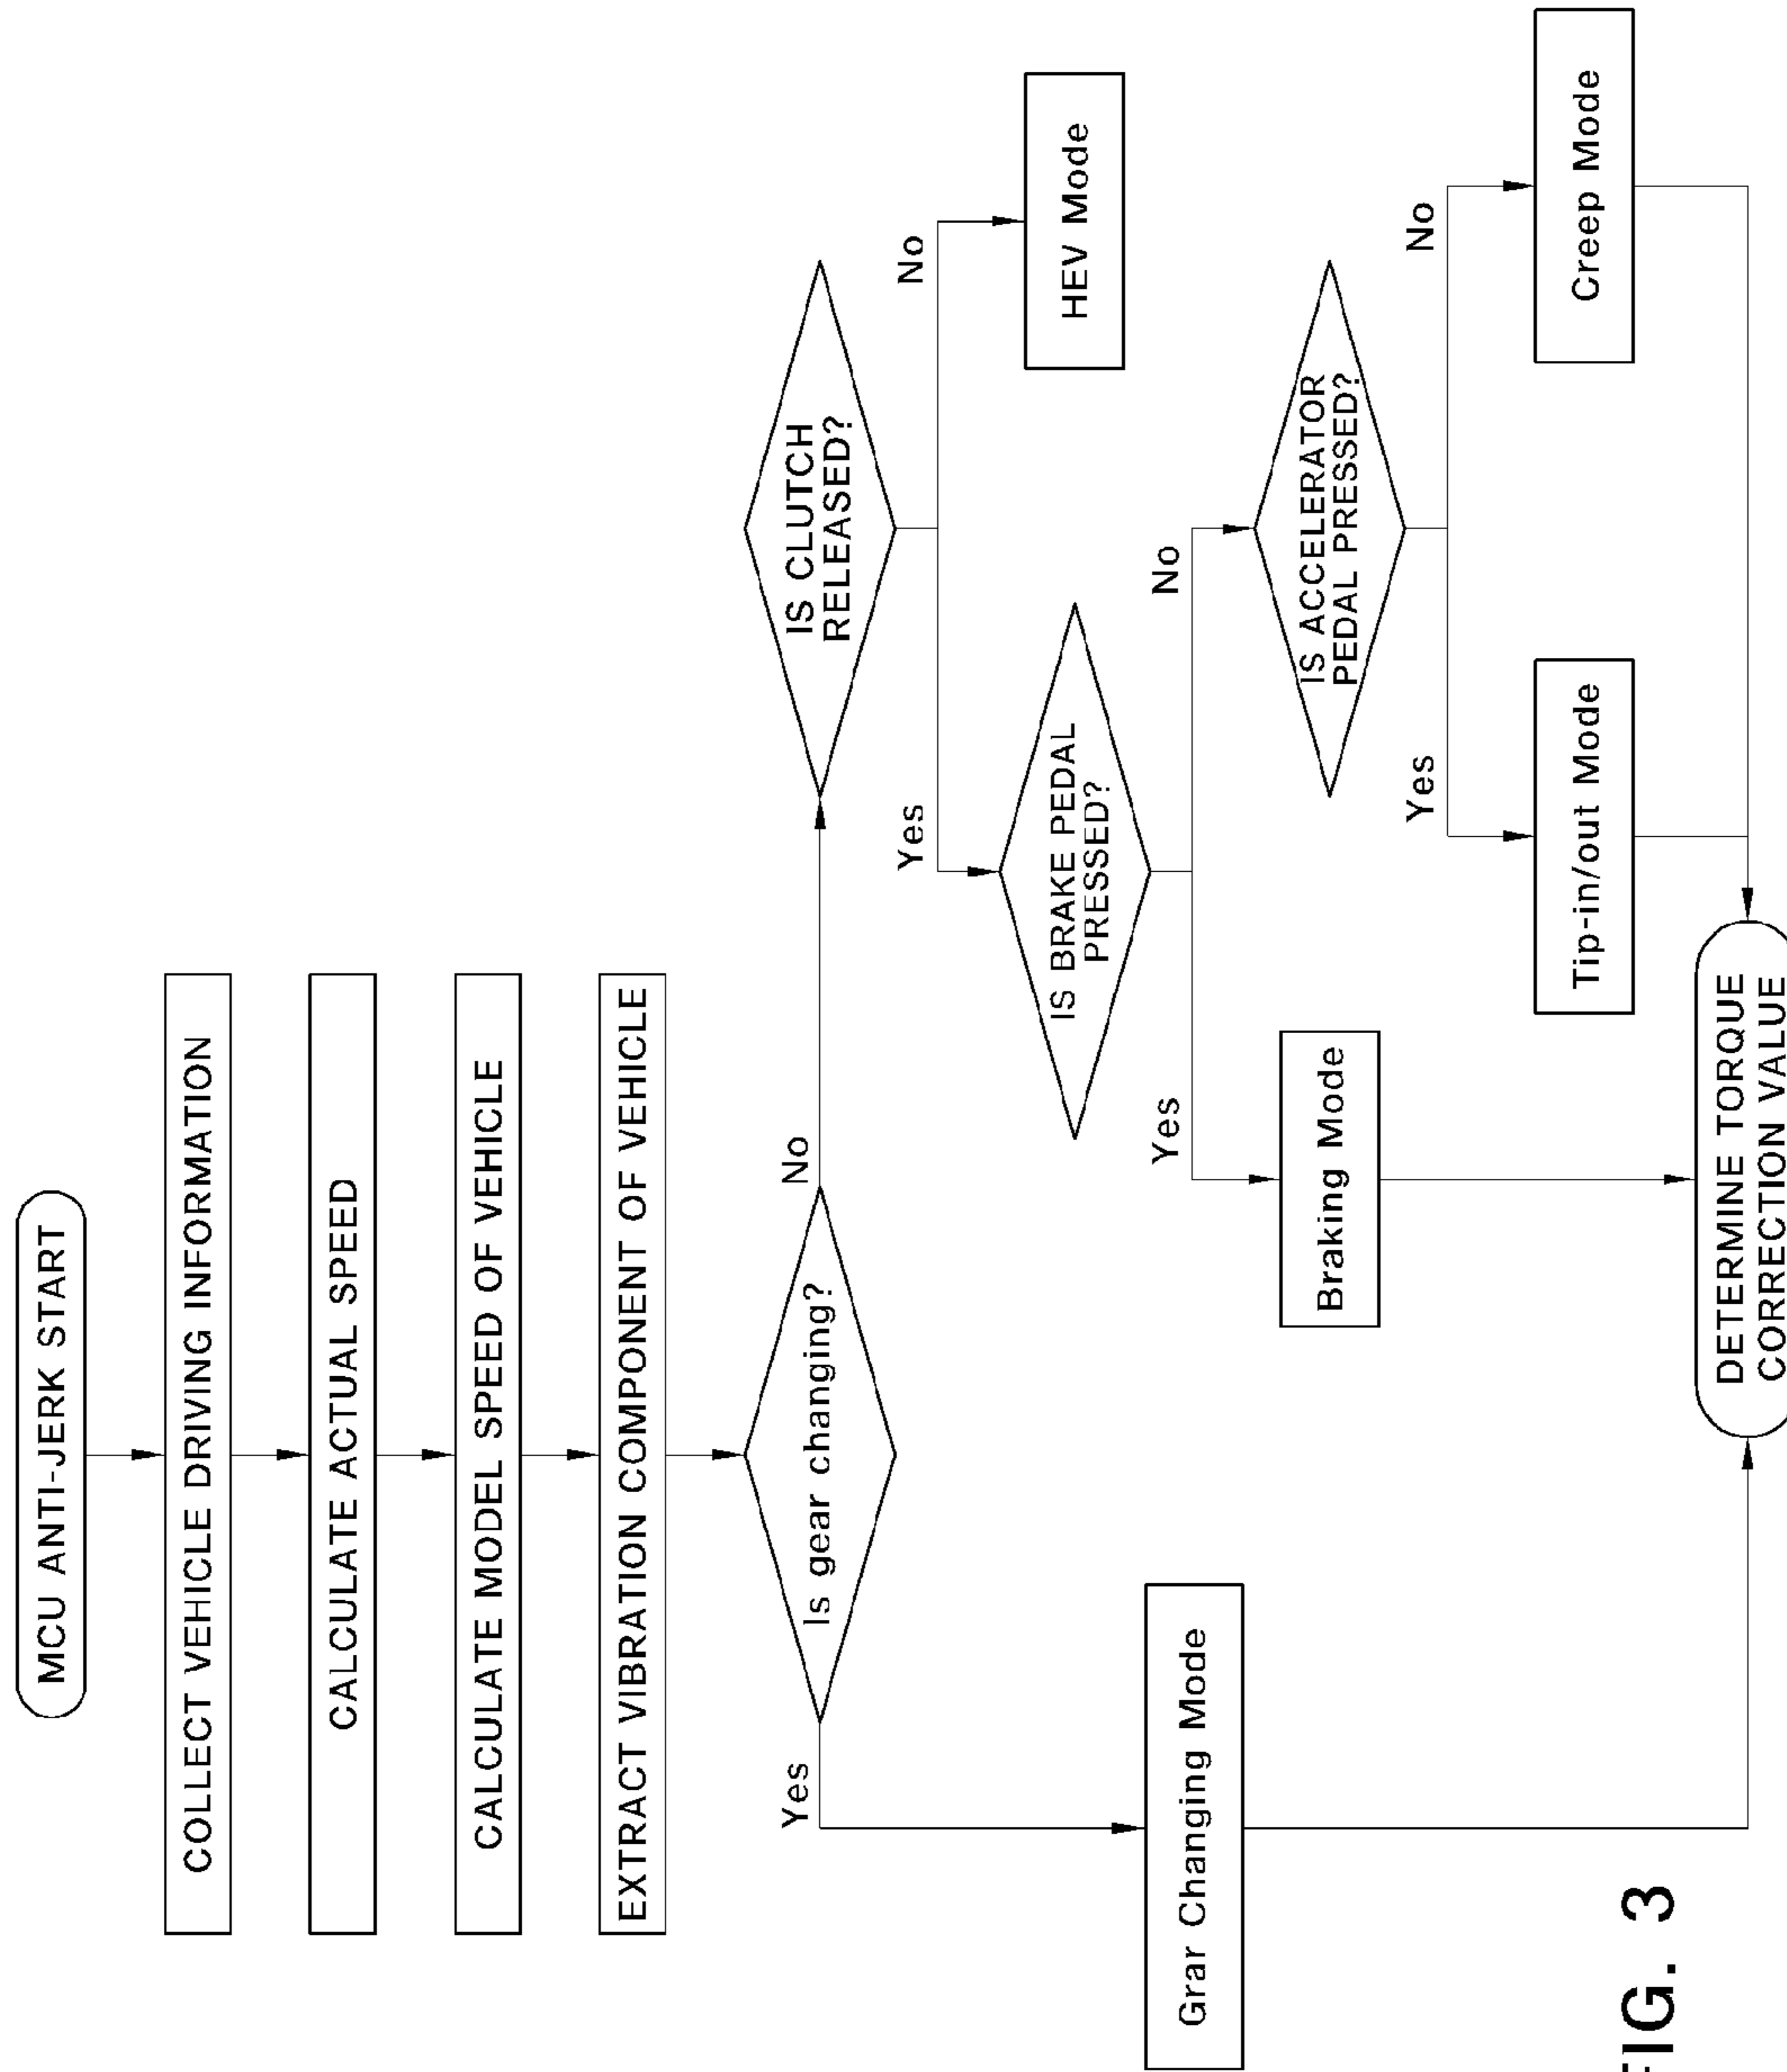 MCU ANTI-JERK START
COLLECT VEHICLE DRIVING INFORMATION
CALCULATE ACTUAL SPEED
CALCULATE MODEL SPEED OF VEHICLE
EXTRACT VIBRATION COMPONENT OF VEHICLE
Is gear changing?
Yes
No
IS CLUTCH
RELEASED?
Yes
No
HEV Mode
IS BRAKE PEDAL
PRESSED?
Yes
No
Grar Changing Mode
Braking Mode
IS ACCELERATOR
PEDAL PRESSED?
Yes
No
Tip-in/out Mode
Creep Mode
DETERMINE TORQUE
CORRECTION VALUE
FIG. 3